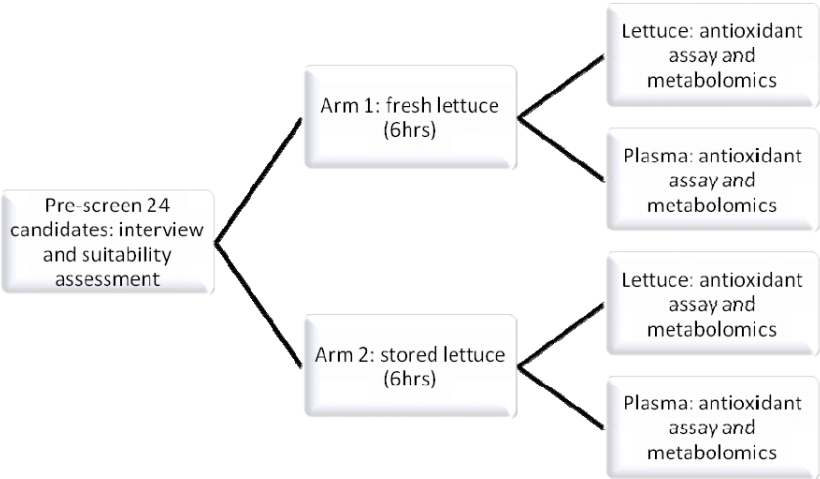 Pre-screen 24
candidates: interview
and suitability
assessment
Arm 1: fresh lettuce
(6hrs)
Lettuce: antioxidant
assay and
metabolomics
Plasma: antioxidant
assay and
metabolomics
Arm 2: stored lettuce
(6hrs)
Lettuce: antioxidant
assay and
metabolomics
Plasma: antioxidant
assay and
metabolomics